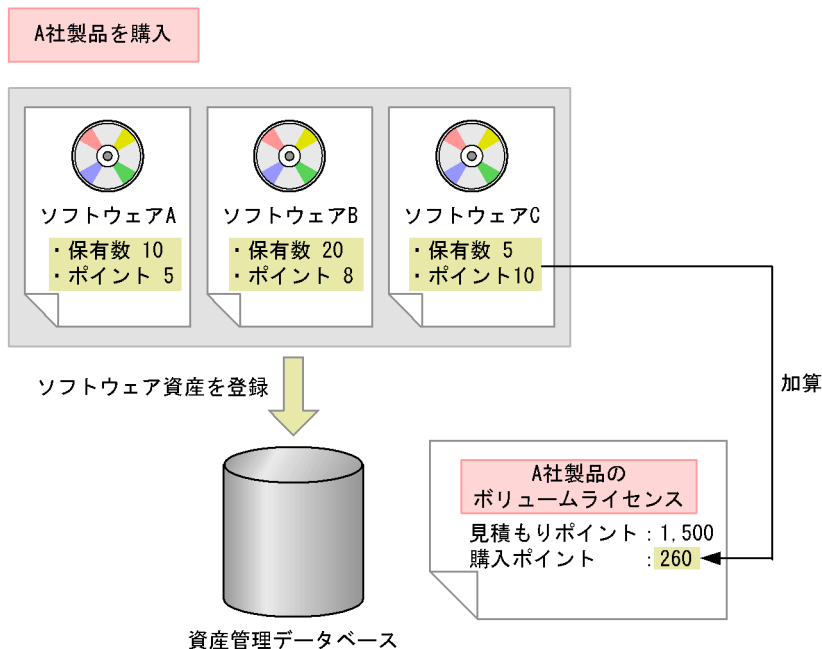 A社製品を購入
ソフトウェアA
・保有数 10
・ポイント 5
ソフトウェアB
・保有数 20
・ポイント 8
ソフトウェアC
・保有数 5
・ポイント10
ソフトウェア資産を登録
加算
A社製品の
ボリュームライセンス
見積もりポイント：1,500
購入ポイント　　：260
資産管理データベース